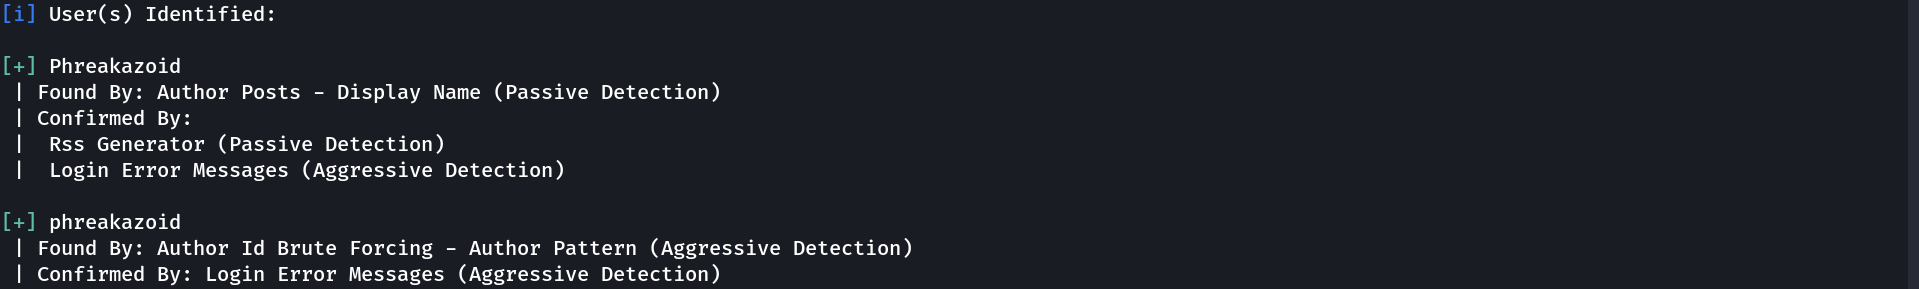 [i] User(s) Identified:
[+] Phreakazoid
| Found By: Author Posts - Display Name (Passive Detection)
| Confirmed By:
|  Rss Generator (Passive Detection)
|  Login Error Messages (Aggressive Detection)
[+] phreakazoid
| Found By: Author Id Brute Forcing - Author Pattern (Aggressive Detection)
| Confirmed By: Login Error Messages (Aggressive Detection)